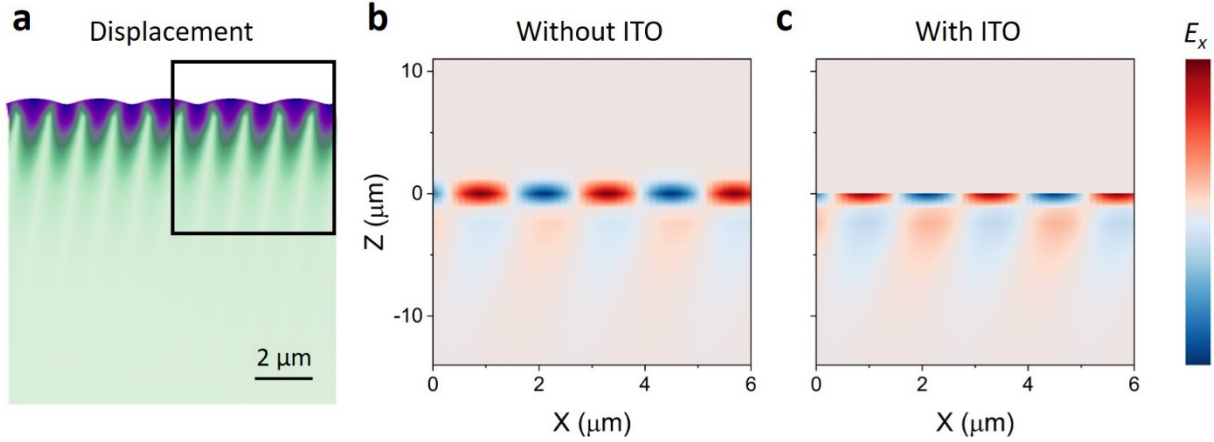 a
Displacement
2 μm
b
Without ITO
Z (μm)
10
0
-10
0
2
4
6
X (μm)
c
With ITO
0
2
4
6
X (μm)
Eₓ